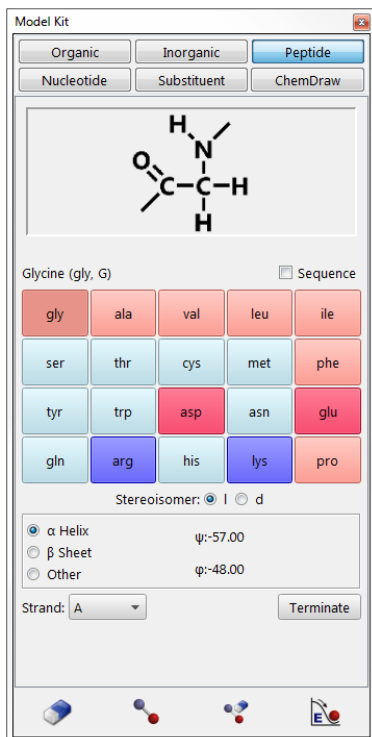 Model Kit
Organic Inorganic Peptide
Nucleotide Substituent ChemDraw
H
N
O
C-C-H
H
Glycine (gly, G) Sequence
gly ala val leu ile
ser thr cys met phe
tyr trp asp asn glu
gln arg his lys pro
Stereoisomer: l d
α Helix
β Sheet
Other
ψ:-57.00
φ:-48.00
Strand: A Terminate
E